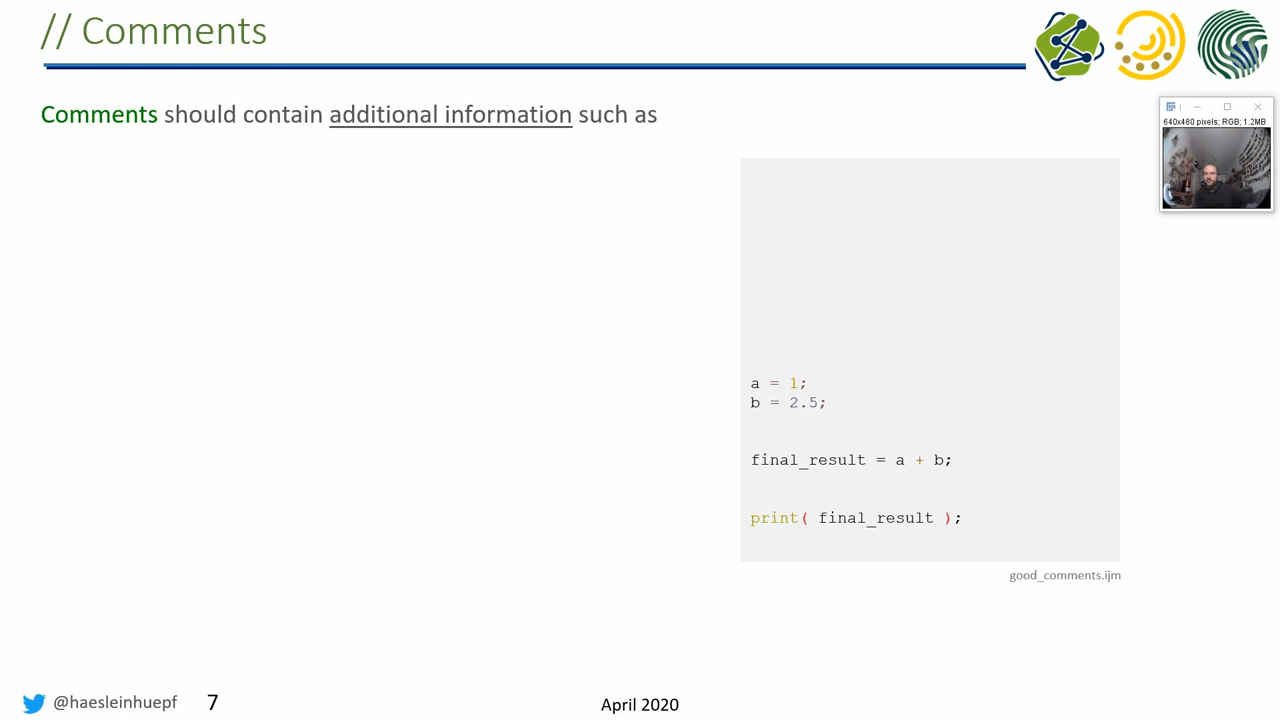 // Comments
Comments should contain additional information such as
640x480 pixels; RGB; 1.2MB
a = 1;
b = 2.5;
final_result = a + b;
print( final_result );
good_comments.ijm
@haesleinhuepf
7
April 2020